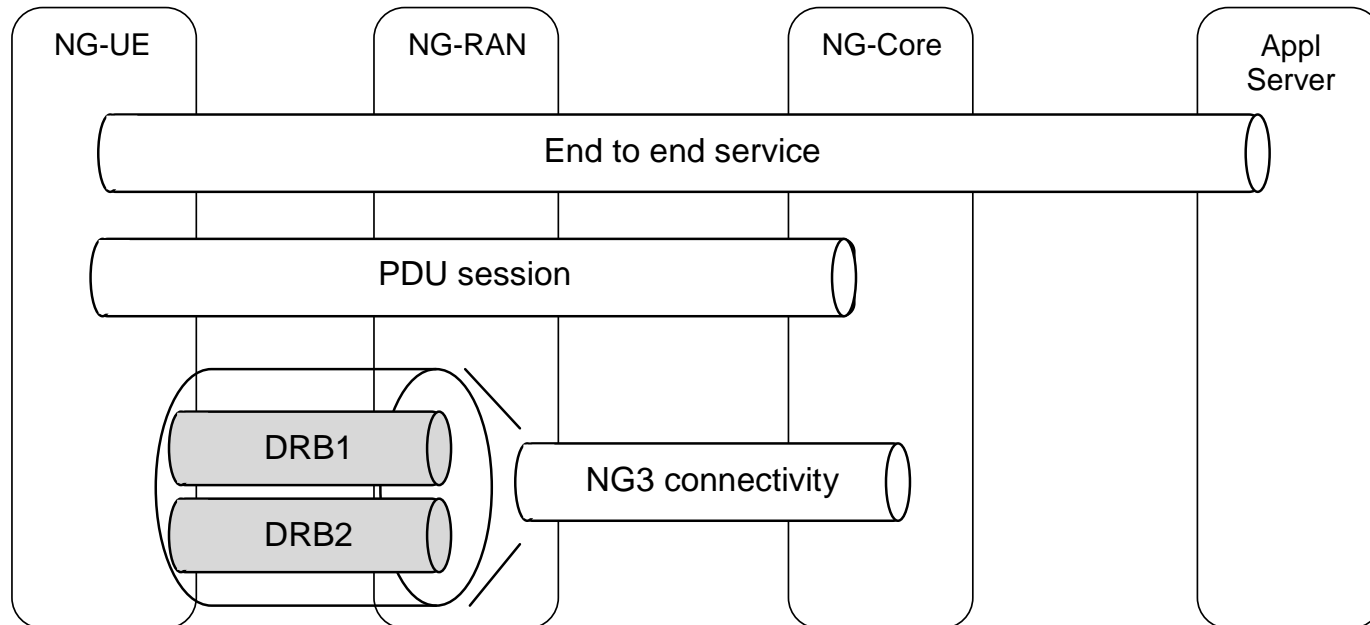 NG-UE
NG-RAN
NG-Core
Appl
Server
End to end service
PDU session
DRB1
DRB2
NG3 connectivity